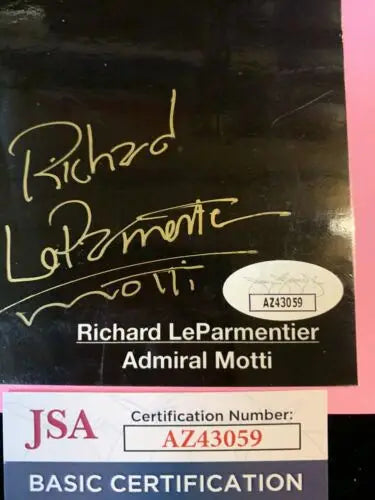 Richard
LeParmentier
Motti
AZ43059
Richard LeParmentier
Admiral Motti
JSA
Certification Number:
AZ43059
BASIC CERTIFICATION